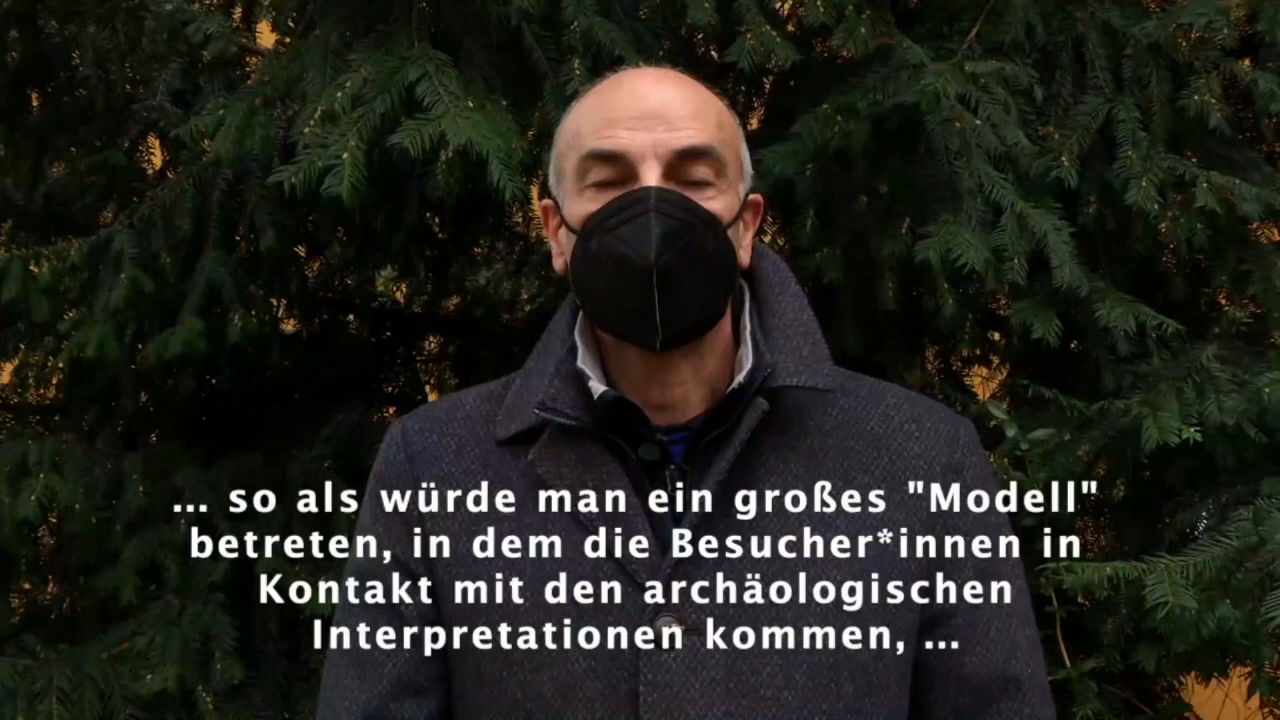 ... so als würde man ein großes "Modell"
betreten, in dem die Besucher*innen in
Kontakt mit den archäologischen
Interpretationen kommen, ...